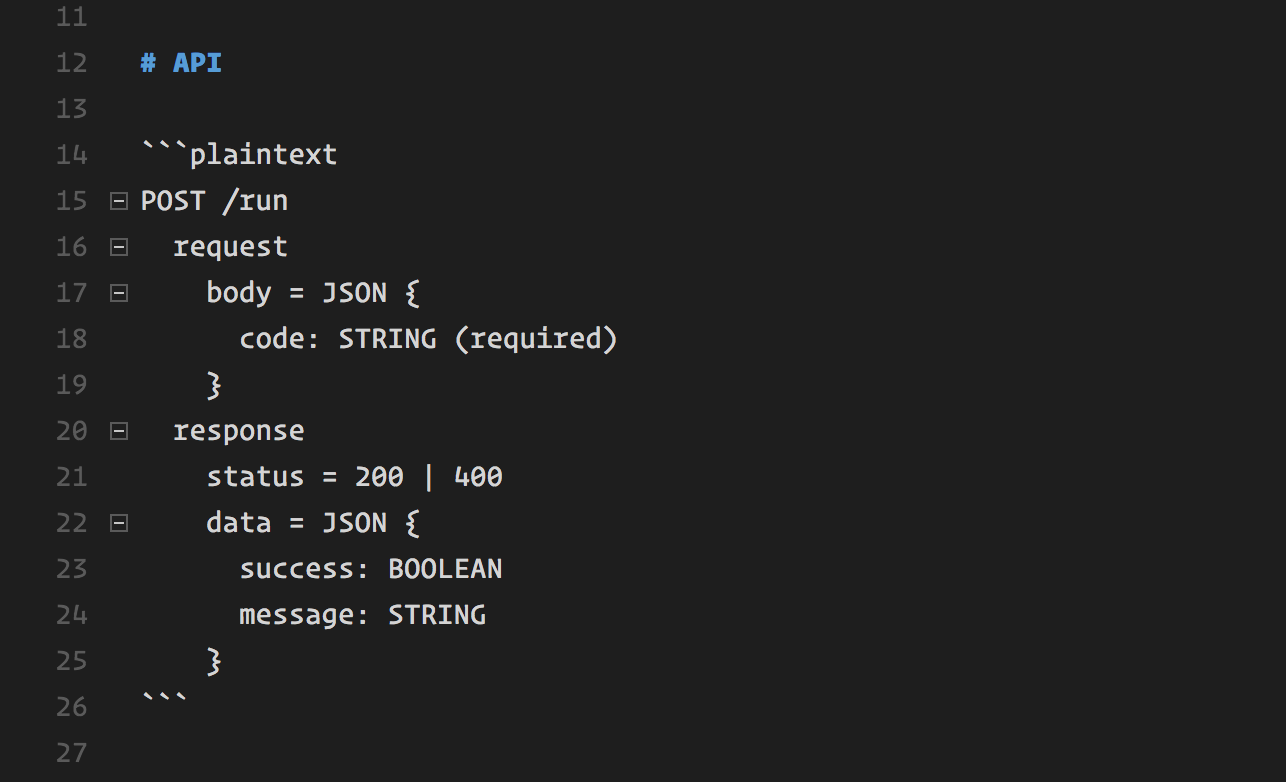 11
12 # API
13
14 ```plaintext
15 POST /run
16   request
17     body = JSON {
18       code: STRING (required)
19     }
20   response
21     status = 200 | 400
22     data = JSON {
23       success: BOOLEAN
24       message: STRING
25     }
26 ```
27